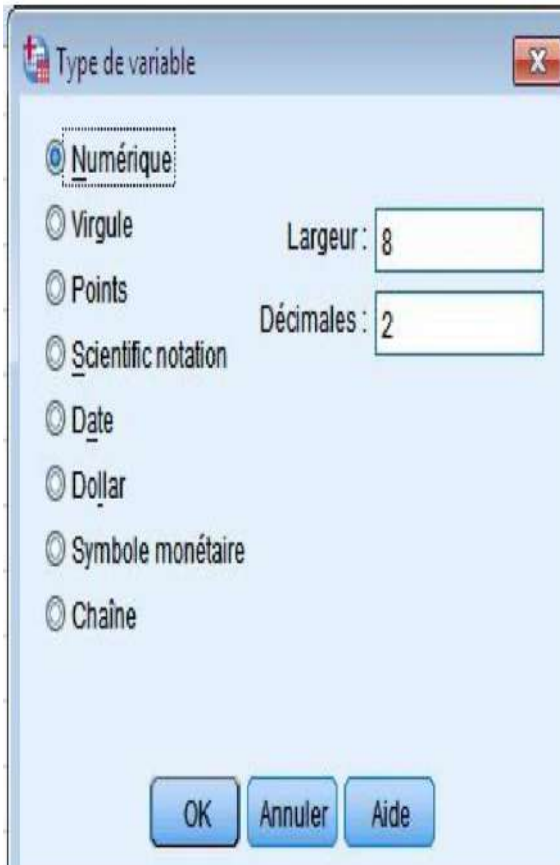 Type de variable
Numérique
Virgule
Largeur : 8
Points
Décimales : 2
Scientific notation
Date
Dollar
Symbole monétaire
Chaîne
OK Annuler Aide